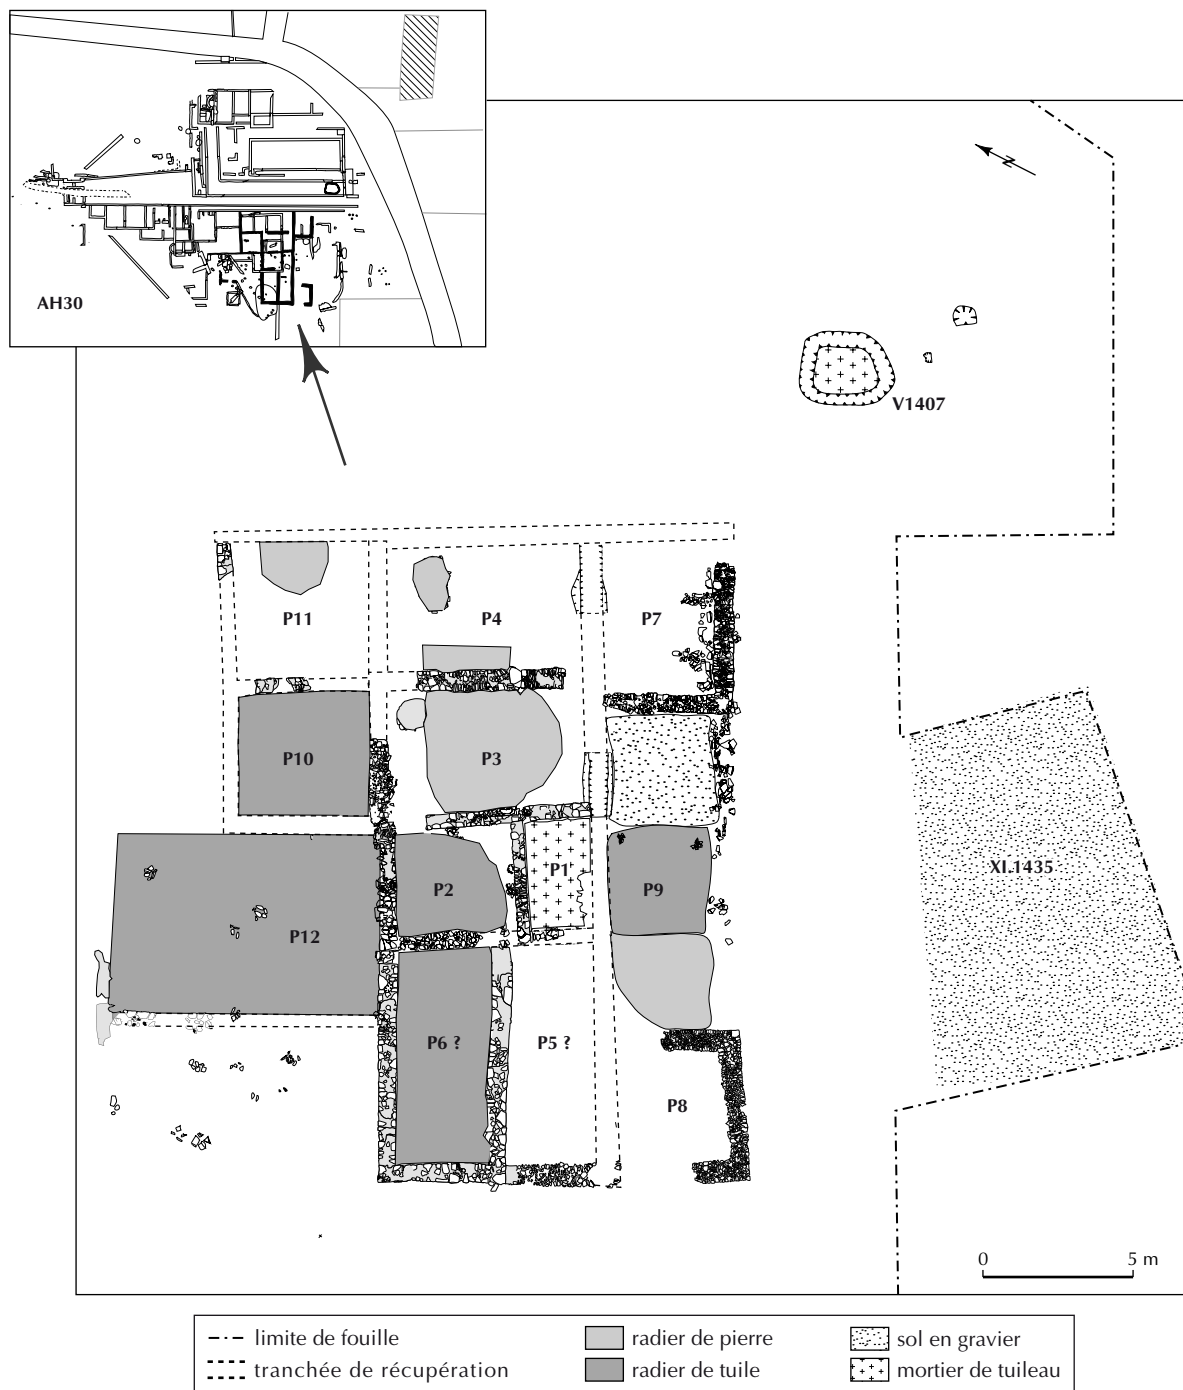 AH30
N
V1407
P11
P4
P7
P10
P3
P1
P2
P9
P12
XI.1435
P6 ?
P5 ?
P8
0 5 m
limite de fouille
tranchée de récupération
radier de pierre
radier de tuile
sol en gravier
mortier de tuileau